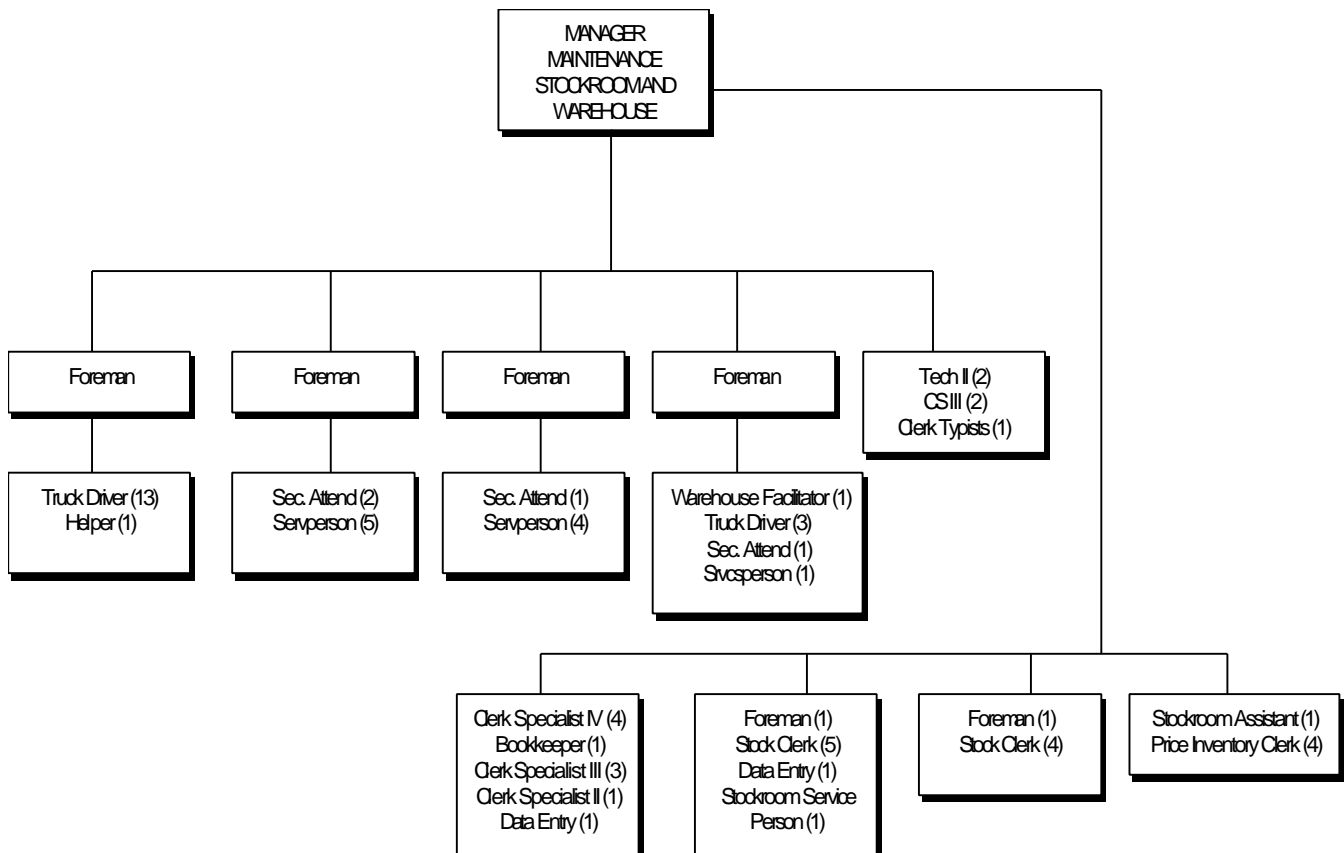 MANAGER
MAINTENANCE
STOCKROOM AND
WAREHOUSE
Foreman
Foreman
Foreman
Foreman
Tech II (2)
CS III (2)
Clerk Typists (1)
Truck Driver (13)
Helper (1)
Sec. Attend (2)
Servperson (5)
Sec. Attend (1)
Servperson (4)
Warehouse Facilitator (1)
Truck Driver (3)
Sec. Attend (1)
Srvcsperson (1)
Clerk Specialist IV (4)
Bookkeeper (1)
Clerk Specialist III (3)
Clerk Specialist II (1)
Data Entry (1)
Foreman (1)
Stock Clerk (5)
Data Entry (1)
Stockroom Service
Person (1)
Foreman (1)
Stock Clerk (4)
Stockroom Assistant (1)
Price Inventory Clerk (4)